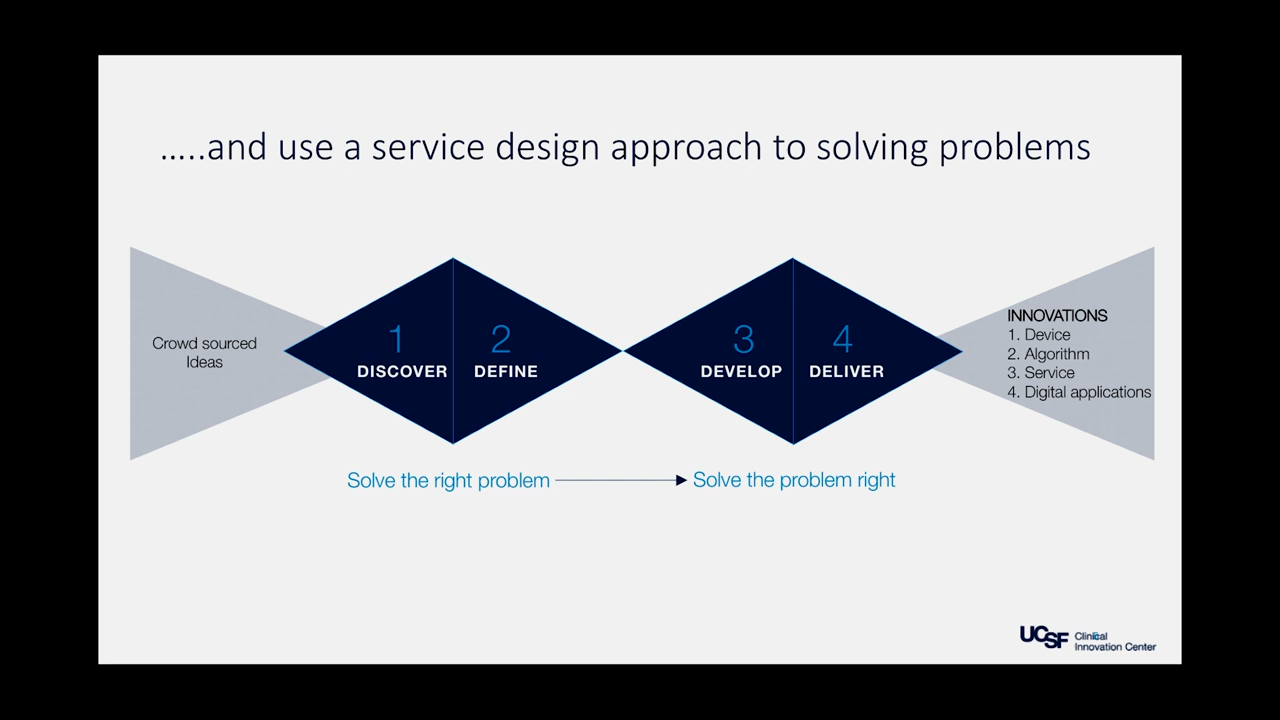 .....and use a service design approach to solving problems
Crowd sourced
Ideas
1
DISCOVER
2
DEFINE
3
DEVELOP
4
DELIVER
INNOVATIONS
1. Device
2. Algorithm
3. Service
4. Digital applications
Solve the right problem
Solve the problem right
UCSF
Clinical
Innovation Center